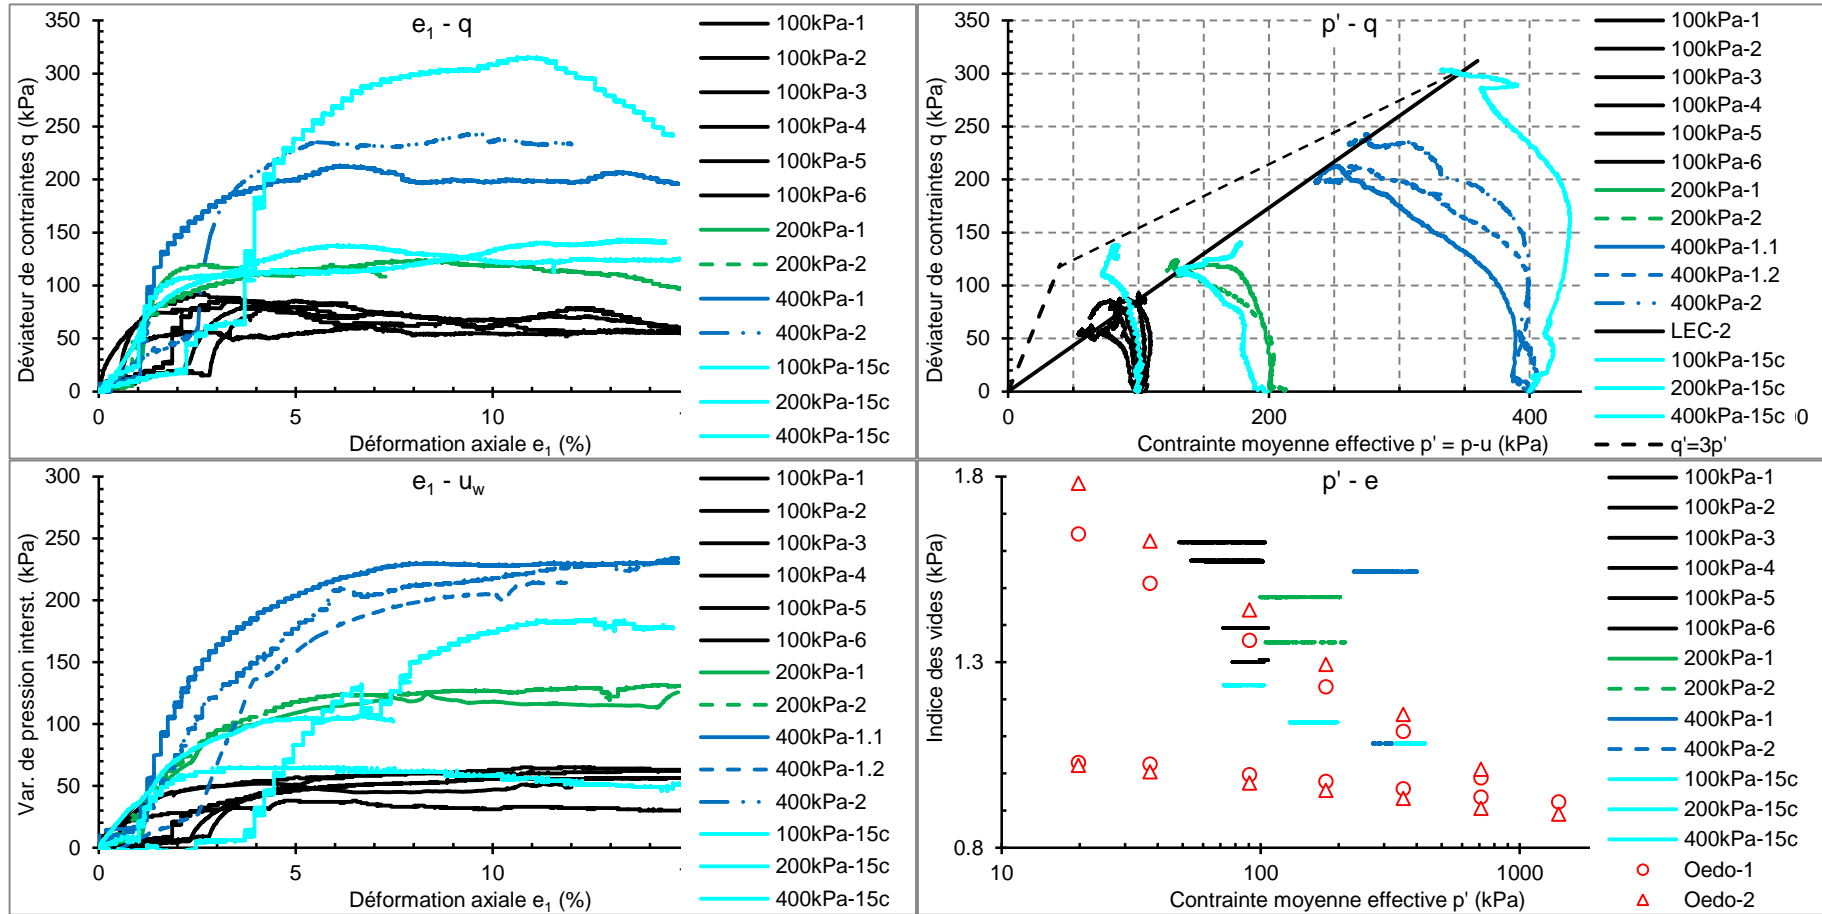 e1 - q
350
300
250
200
150
100
50
0
0
5
10
Déviateur de contraintes q (kPa)
Déformation axiale e1 (%)
100kPa-1
100kPa-2
100kPa-3
100kPa-4
100kPa-5
100kPa-6
200kPa-1
200kPa-2
400kPa-1
400kPa-2
100kPa-15c
200kPa-15c
400kPa-15c
p' - q
350
300
250
200
150
100
50
0
0
200
400
00
Déviateur de contraintes q (kPa)
Contrainte moyenne effective p' = p-u (kPa)
100kPa-1
100kPa-2
100kPa-3
100kPa-4
100kPa-5
100kPa-6
200kPa-1
200kPa-2
400kPa-1.1
400kPa-1.2
400kPa-2
LEC-2
100kPa-15c
200kPa-15c
400kPa-15c
q'=3p'
e1 - uw
300
250
200
150
100
50
0
0
5
10
Var. de pression interst. (kPa)
Déformation axiale e1 (%)
100kPa-1
100kPa-2
100kPa-3
100kPa-4
100kPa-5
100kPa-6
200kPa-1
200kPa-2
400kPa-1.1
400kPa-1.2
400kPa-2
100kPa-15c
200kPa-15c
400kPa-15c
p' - e
1.8
1.3
0.8
10
100
1000
Indice des vides (kPa)
Contrainte moyenne effective p' (kPa)
100kPa-1
100kPa-2
100kPa-3
100kPa-4
100kPa-5
100kPa-6
200kPa-1
200kPa-2
400kPa-1
400kPa-2
100kPa-15c
200kPa-15c
400kPa-15c
Oedo-1
Oedo-2